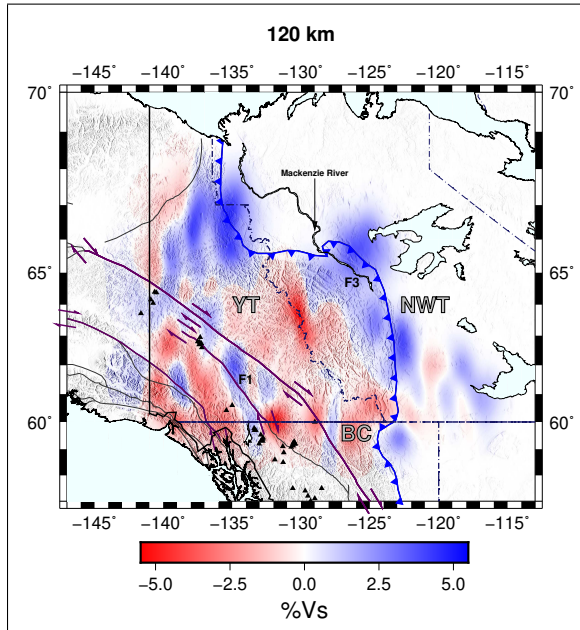 120 km
−145˚ −140˚ −135˚ −130˚ −125˚ −120˚ −115˚
70˚ 70˚
Mackenzie River
65˚ 65˚
F3
YT NWT
F1
60˚ 60˚
BC
−145˚ −140˚ −135˚ −130˚ −125˚ −120˚ −115˚
−5.0 −2.5 0.0 2.5 5.0
%Vs